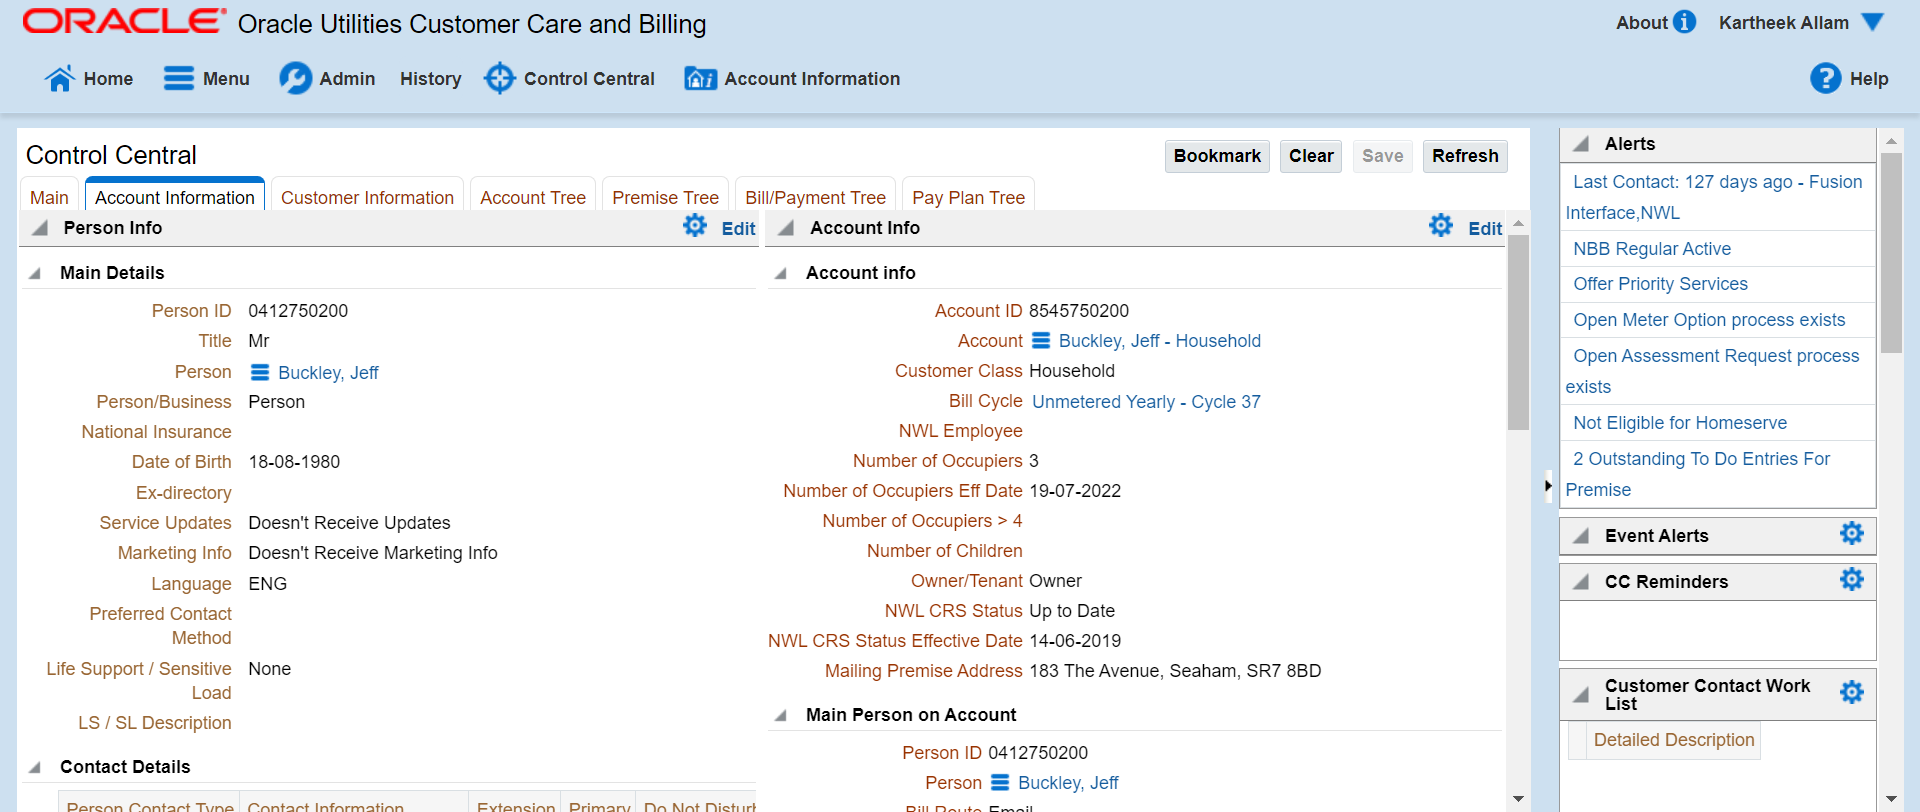 ORACLE Oracle Utilities Customer Care and Billing
About Kartheek Allam
Home Menu Admin History Control Central Account Information
Help
Control Central
Bookmark Clear Save Refresh
Main Account Information Customer Information Account Tree Premise Tree Bill/Payment Tree Pay Plan Tree
Person Info Edit
Main Details
Person ID 0412750200
Title Mr
Person Buckley, Jeff
Person/Business Person
National Insurance
Date of Birth 18-08-1980
Ex-directory
Service Updates Doesn't Receive Updates
Marketing Info Doesn't Receive Marketing Info
Language ENG
Preferred Contact
Method
Life Support / Sensitive None
Load
LS / SL Description
Contact Details
Person Contact Type Contact Information Extension Primary Do Not Disturb
Account Info Edit
Account info
Account ID 8545750200
Account Buckley, Jeff - Household
Customer Class Household
Bill Cycle Unmetered Yearly - Cycle 37
NWL Employee
Number of Occupiers 3
Number of Occupiers Eff Date 19-07-2022
Number of Occupiers > 4
Number of Children
Owner/Tenant Owner
NWL CRS Status Up to Date
NWL CRS Status Effective Date 14-06-2019
Mailing Premise Address 183 The Avenue, Seaham, SR7 8BD
Main Person on Account
Person ID 0412750200
Person Buckley, Jeff
Bill Route Email
Alerts
Last Contact: 127 days ago - Fusion
Interface,NWL
NBB Regular Active
Offer Priority Services
Open Meter Option process exists
Open Assessment Request process
exists
Not Eligible for Homeserve
2 Outstanding To Do Entries For
Premise
Event Alerts
CC Reminders
Customer Contact Work
List
Detailed Description